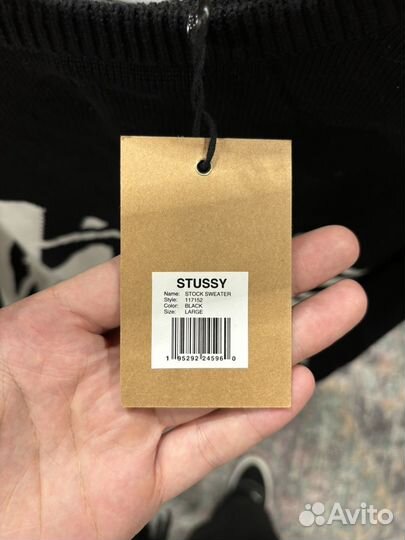 STUSSY
Name: STOCK SWEATER
Style: 117152
Color: BLACK
Size: LARGE
1 95292 24596 0
Avito